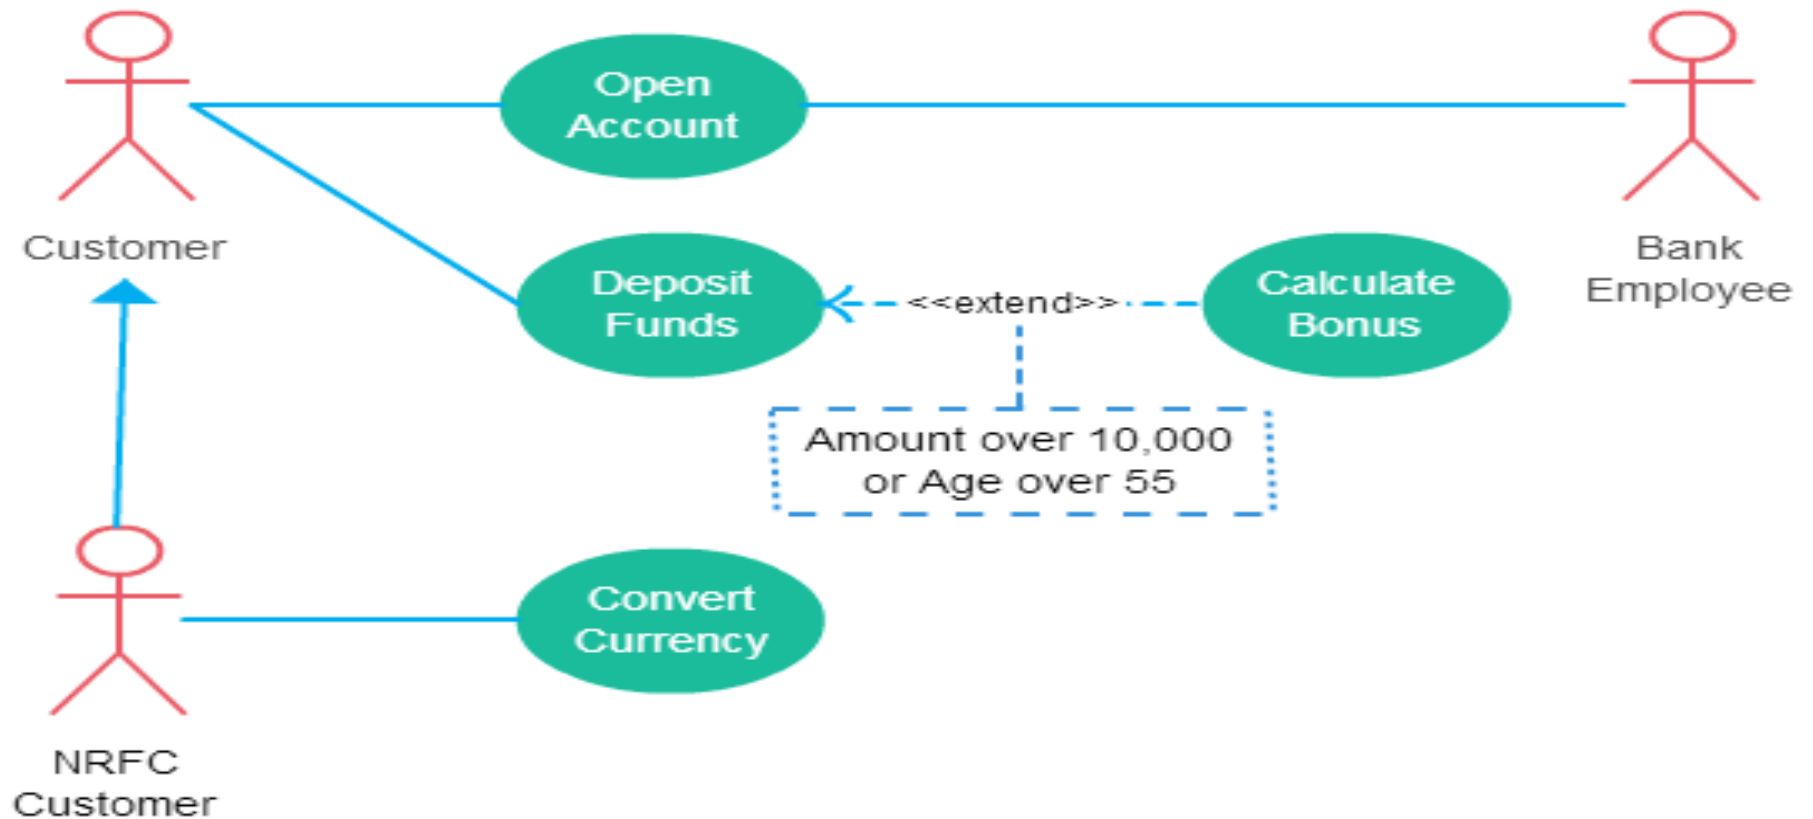 Open
Account
Customer
Bank
Employee
Deposit
Funds
<<extend>>
Calculate
Bonus
Amount over 10,000
or Age over 55
Convert
Currency
NRFC
Customer